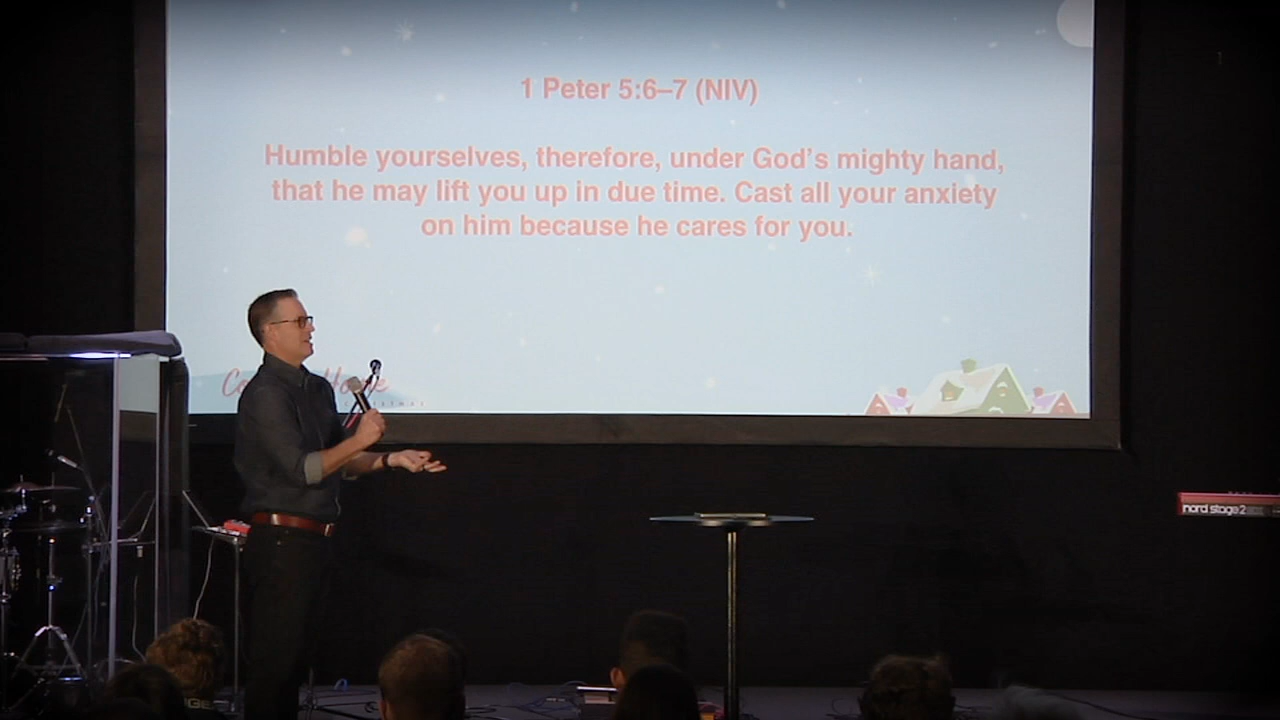 1 Peter 5:6–7 (NIV)
Humble yourselves, therefore, under God's mighty hand,
that he may lift you up in due time. Cast all your anxiety
on him because he cares for you.
nord stage 2